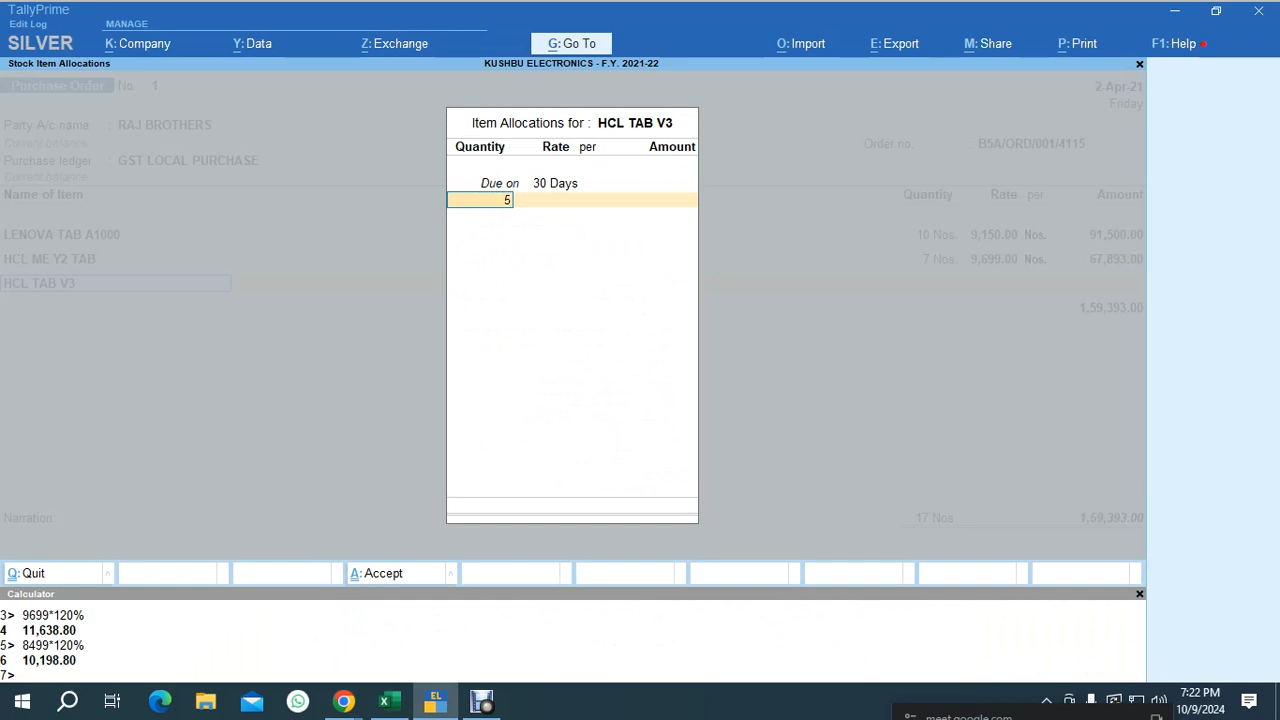 TallyPrime
Edit Log
MANAGE
SILVER
K: Company
Y: Data
Z: Exchange
G: Go To
O: Import
E: Export
M: Share
P: Print
F1: Help
Stock Item Allocations
KUSHBU ELECTRONICS - F.Y. 2021-22
Purchase Order No. 1
2-Apr-21
Friday
Party A/c name : RAJ BROTHERS
Current balance :
Order no. : B5A/ORD/001/4115
Purchase ledger : GST LOCAL PURCHASE
Current balance :
Name of Item Quantity Rate per Amount
LENOVA TAB A1000 10 Nos. 9,150.00 Nos. 91,500.00
HCL ME Y2 TAB 7 Nos. 9,699.00 Nos. 67,893.00
HCL TAB V3
1,59,393.00
Item Allocations for : HCL TAB V3
Quantity Rate per Amount
Due on 30 Days
5
Narration: 17 Nos 1,59,393.00
Q: Quit
A: Accept
Calculator
3> 9699*120%
4 11,638.80
5> 8499*120%
6 10,198.80
7>
7:22 PM
10/9/2024
meet.google.com